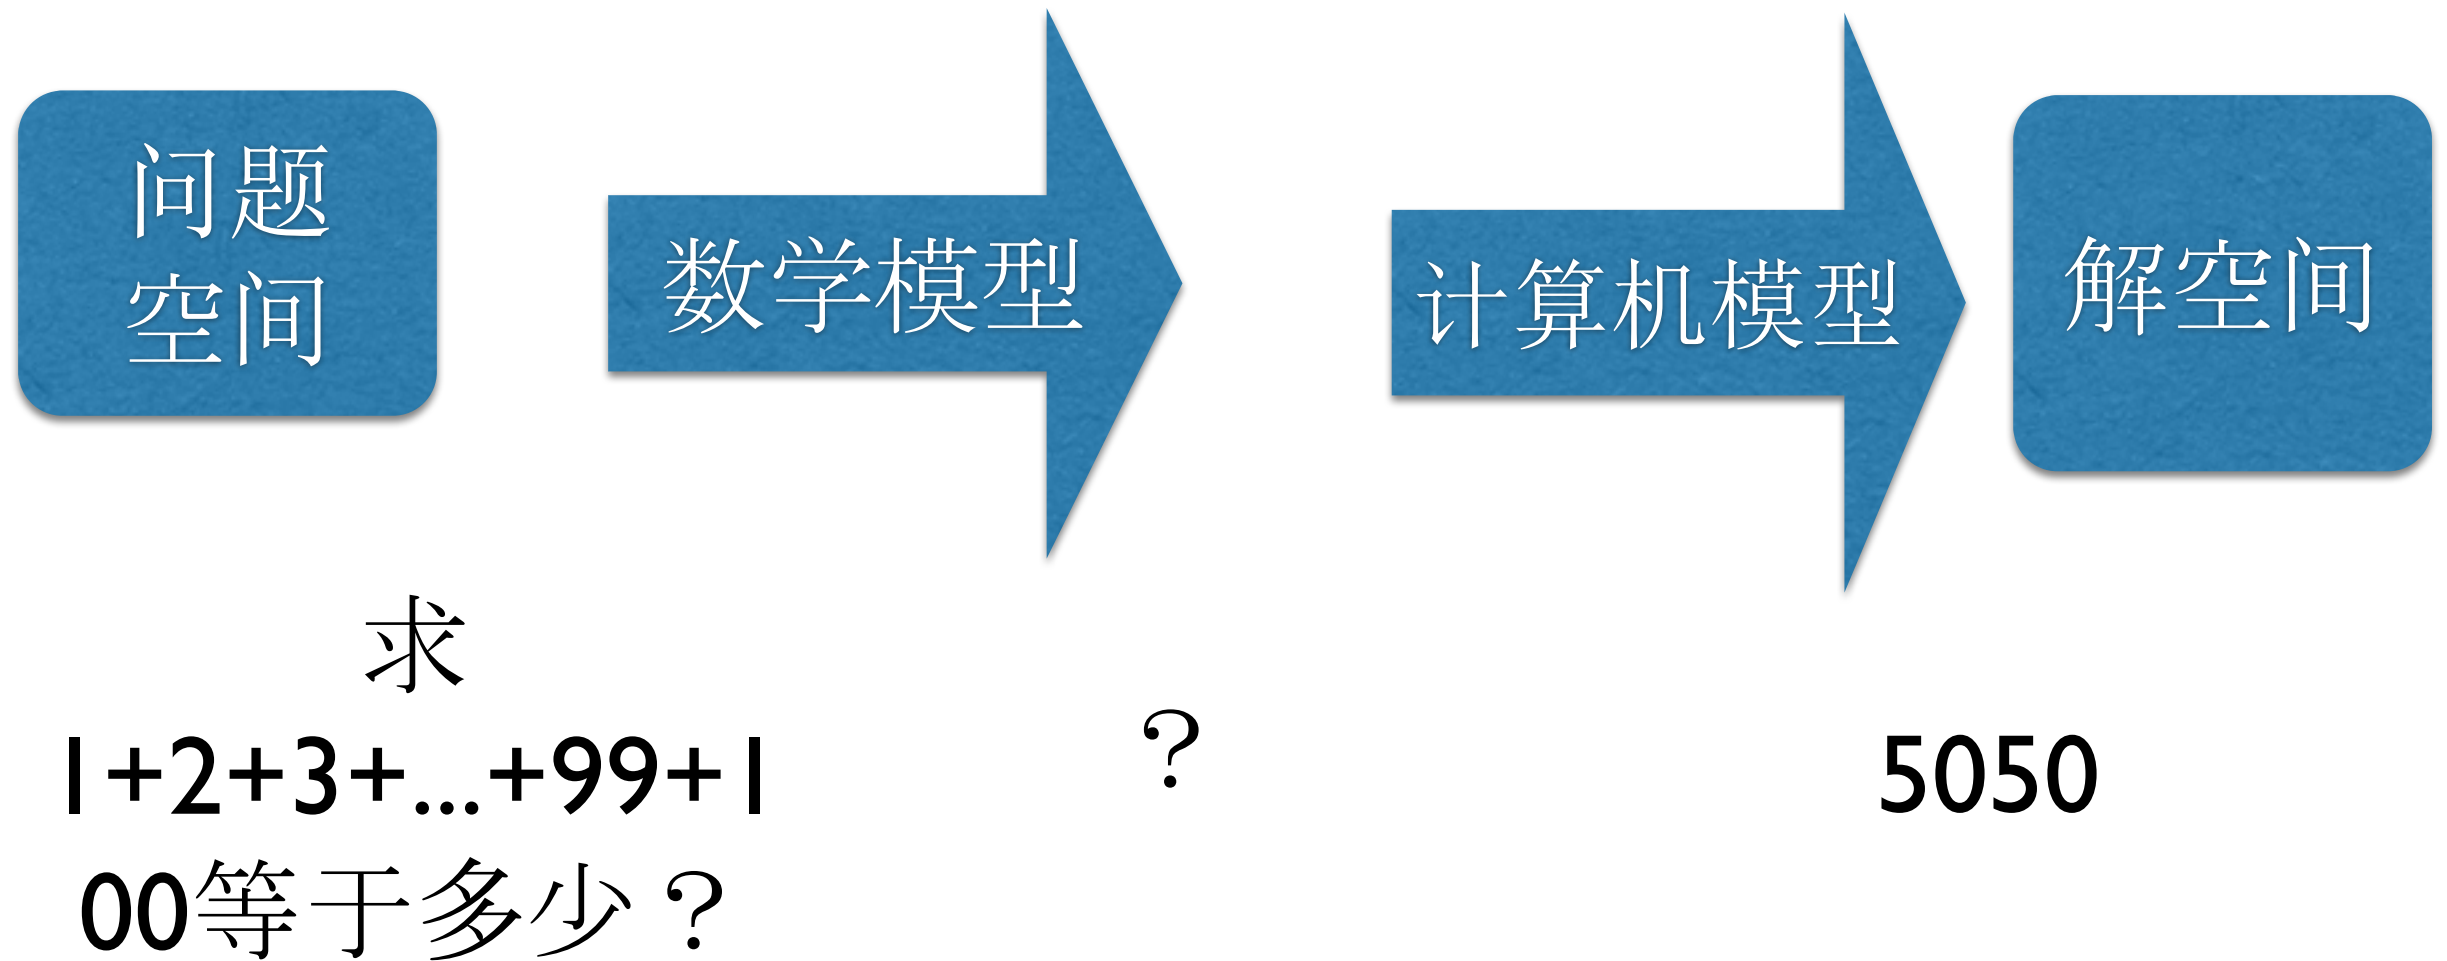 问题
空间
数学模型
计算机模型
解空间
求
1+2+3+...+99+1
00等于多少？
？
5050